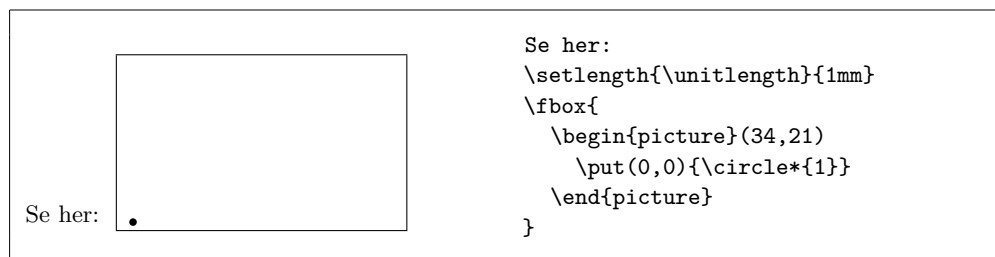 Se her:
Se her:
\setlength{\unitlength}{1mm}
\fbox{
  \begin{picture}(34,21)
    \put(0,0){\circle*{1}}
  \end{picture}
}